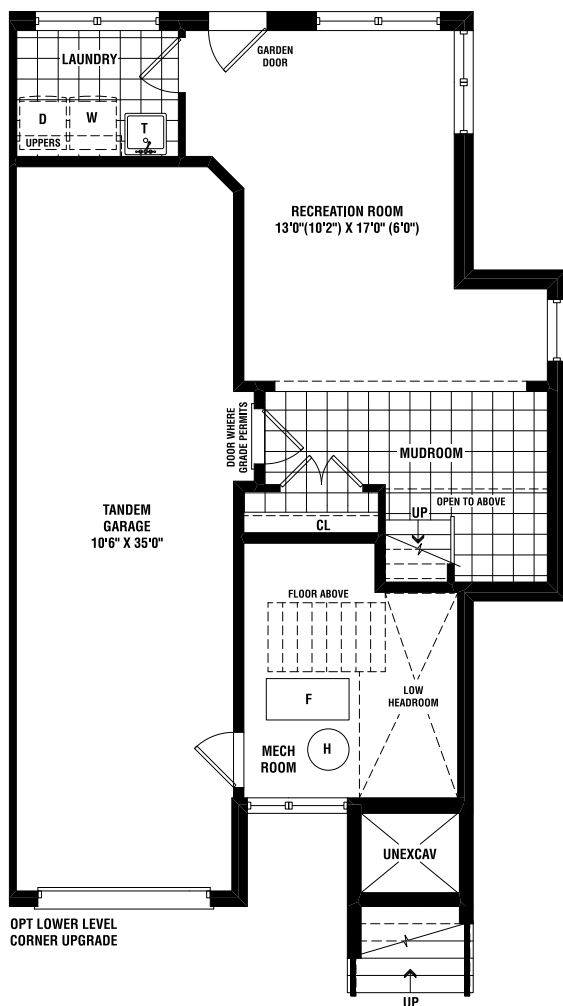 LAUNDRY
GARDEN
DOOR
D
W
T
UPPERS
RECREATION ROOM
13'0"(10'2") X 17'0" (6'0")
DOOR WHERE
GRADE PERMITS
MUDROOM
OPEN TO ABOVE
UP
CL
TANDEM
GARAGE
10'6" X 35'0"
FLOOR ABOVE
F
LOW
HEADROOM
H
MECH
ROOM
UNEXCAV
OPT LOWER LEVEL
CORNER UPGRADE
UP